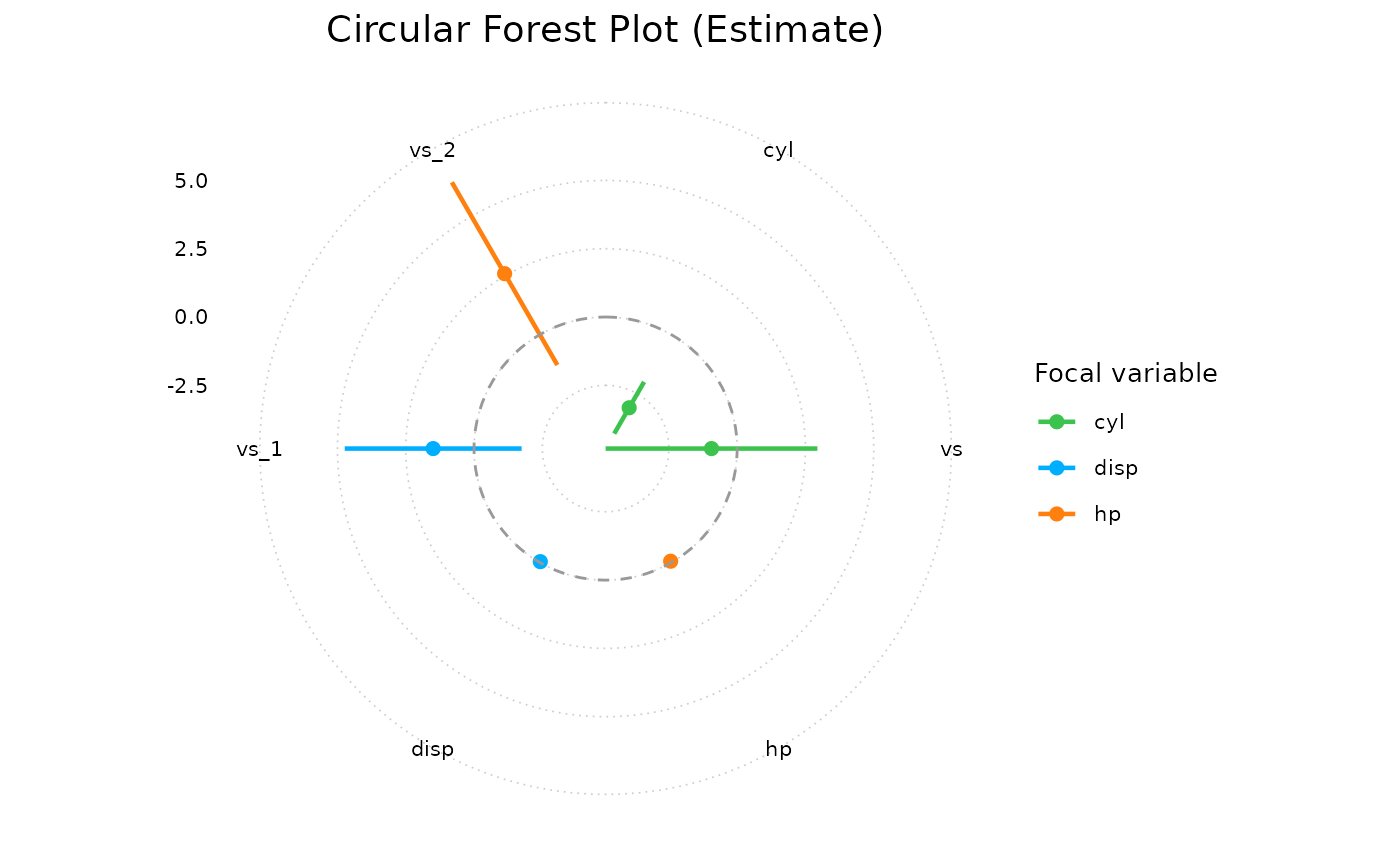 Circular Forest Plot (Estimate)
vs_2
cyl
5.0
2.5
0.0
-2.5
vs_1
vs
disp
hp
Focal variable
cyl
disp
hp